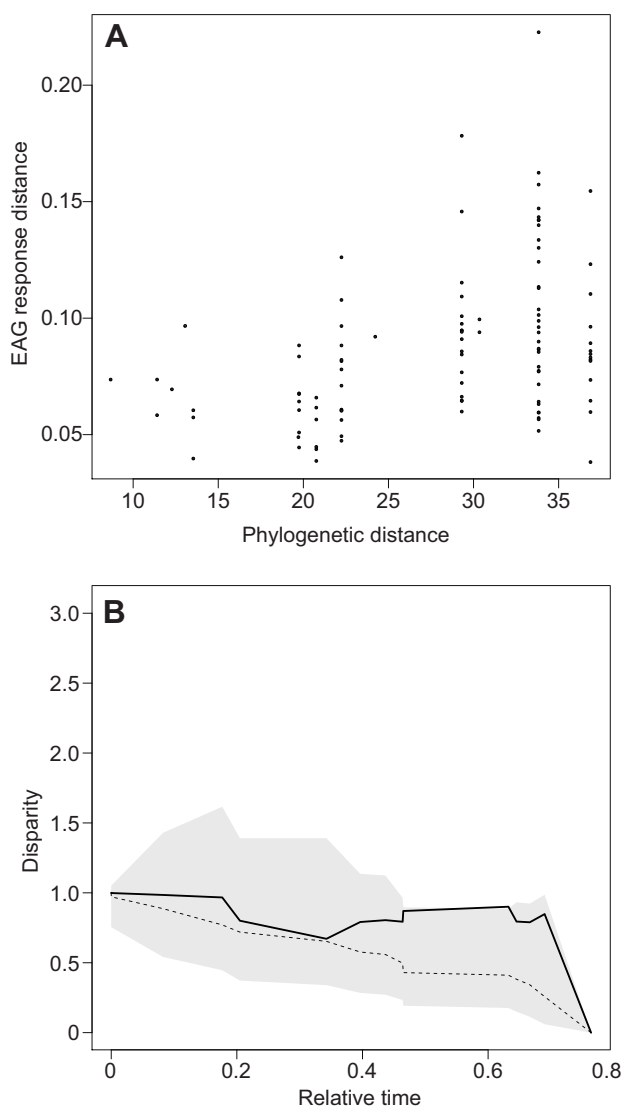 A
0.20
0.15
0.10
0.05
EAG response distance
10 15 20 25 30 35
Phylogenetic distance
B
3.0
2.5
2.0
1.5
1.0
0.5
0
Disparity
0 0.2 0.4 0.6 0.8
Relative time